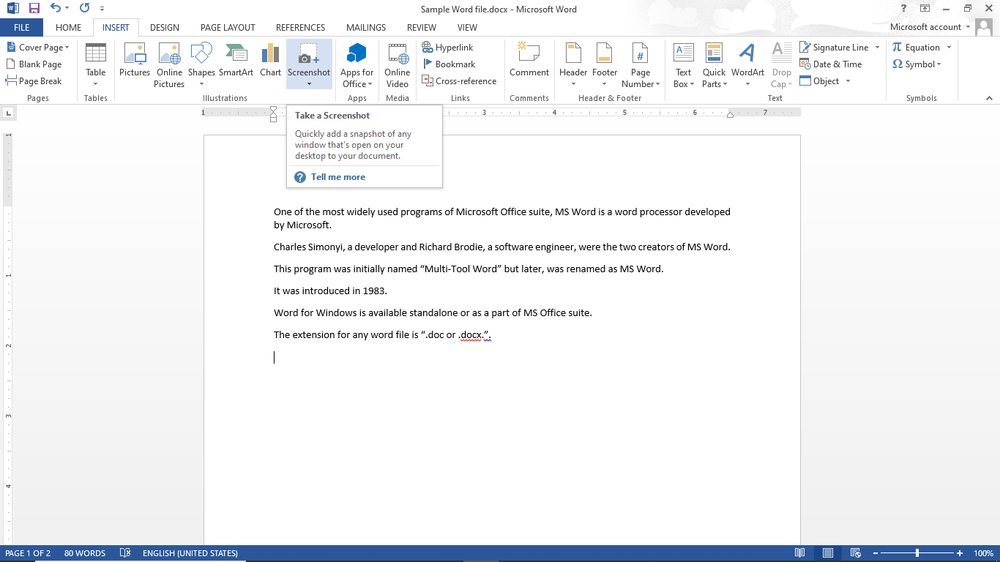 Sample Word file.docx - Microsoft Word
?
FILE HOME INSERT DESIGN PAGE LAYOUT REFERENCES MAILINGS REVIEW VIEW Microsoft account
Cover Page
Blank Page
Page Break
Pages
Table
Tables
Pictures
Online
Pictures
Shapes
SmartArt
Chart
Screenshot
Illustrations
Apps for
Office
Apps
Online
Video
Media
Hyperlink
Bookmark
Cross-reference
Links
Comment
Comments
Header
Footer
Page
Number
Header & Footer
Text
Box
Quick
Parts
WordArt
Drop
Cap
Signature Line
Date & Time
Object
Text
Equation
Symbol
Symbols
1 3 4 5 6 7
Take a Screenshot
Quickly add a snapshot of any
window that's open on your
desktop to your document.
? Tell me more
1
1
2
3
4
One of the most widely used programs of Microsoft Office suite, MS Word is a word processor developed
by Microsoft.
Charles Simonyi, a developer and Richard Brodie, a software engineer, were the two creators of MS Word.
This program was initially named “Multi-Tool Word” but later, was renamed as MS Word.
It was introduced in 1983.
Word for Windows is available standalone or as a part of MS Office suite.
The extension for any word file is “.doc or .docx.”.
PAGE 1 OF 2 80 WORDS ENGLISH (UNITED STATES) 100%